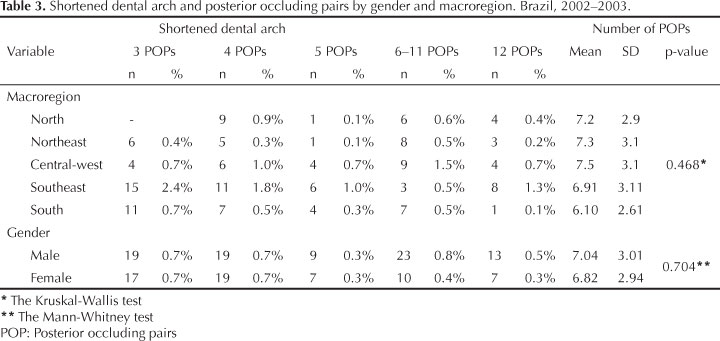 Table 3. Shortened dental arch and posterior occluding pairs by gender and macroregion. Brazil, 2002–2003.
Shortened dental arch Number of POPs
Variable 3 POPs 4 POPs 5 POPs 6–11 POPs 12 POPs Mean SD p-value
n % n % n % n % n %
Macroregion
North - 9 0.9% 1 0.1% 6 0.6% 4 0.4% 7.2 2.9
Northeast 6 0.4% 5 0.3% 1 0.1% 8 0.5% 3 0.2% 7.3 3.1
Central-west 4 0.7% 6 1.0% 4 0.7% 9 1.5% 4 0.7% 7.5 3.1 0.468*
Southeast 15 2.4% 11 1.8% 6 1.0% 3 0.5% 8 1.3% 6.91 3.11
South 11 0.7% 7 0.5% 4 0.3% 7 0.5% 1 0.1% 6.10 2.61
Gender
Male 19 0.7% 19 0.7% 9 0.3% 23 0.8% 13 0.5% 7.04 3.01
0.704**
Female 17 0.7% 19 0.7% 7 0.3% 10 0.4% 7 0.3% 6.82 2.94
* The Kruskal-Wallis test
** The Mann-Whitney test
POP: Posterior occluding pairs